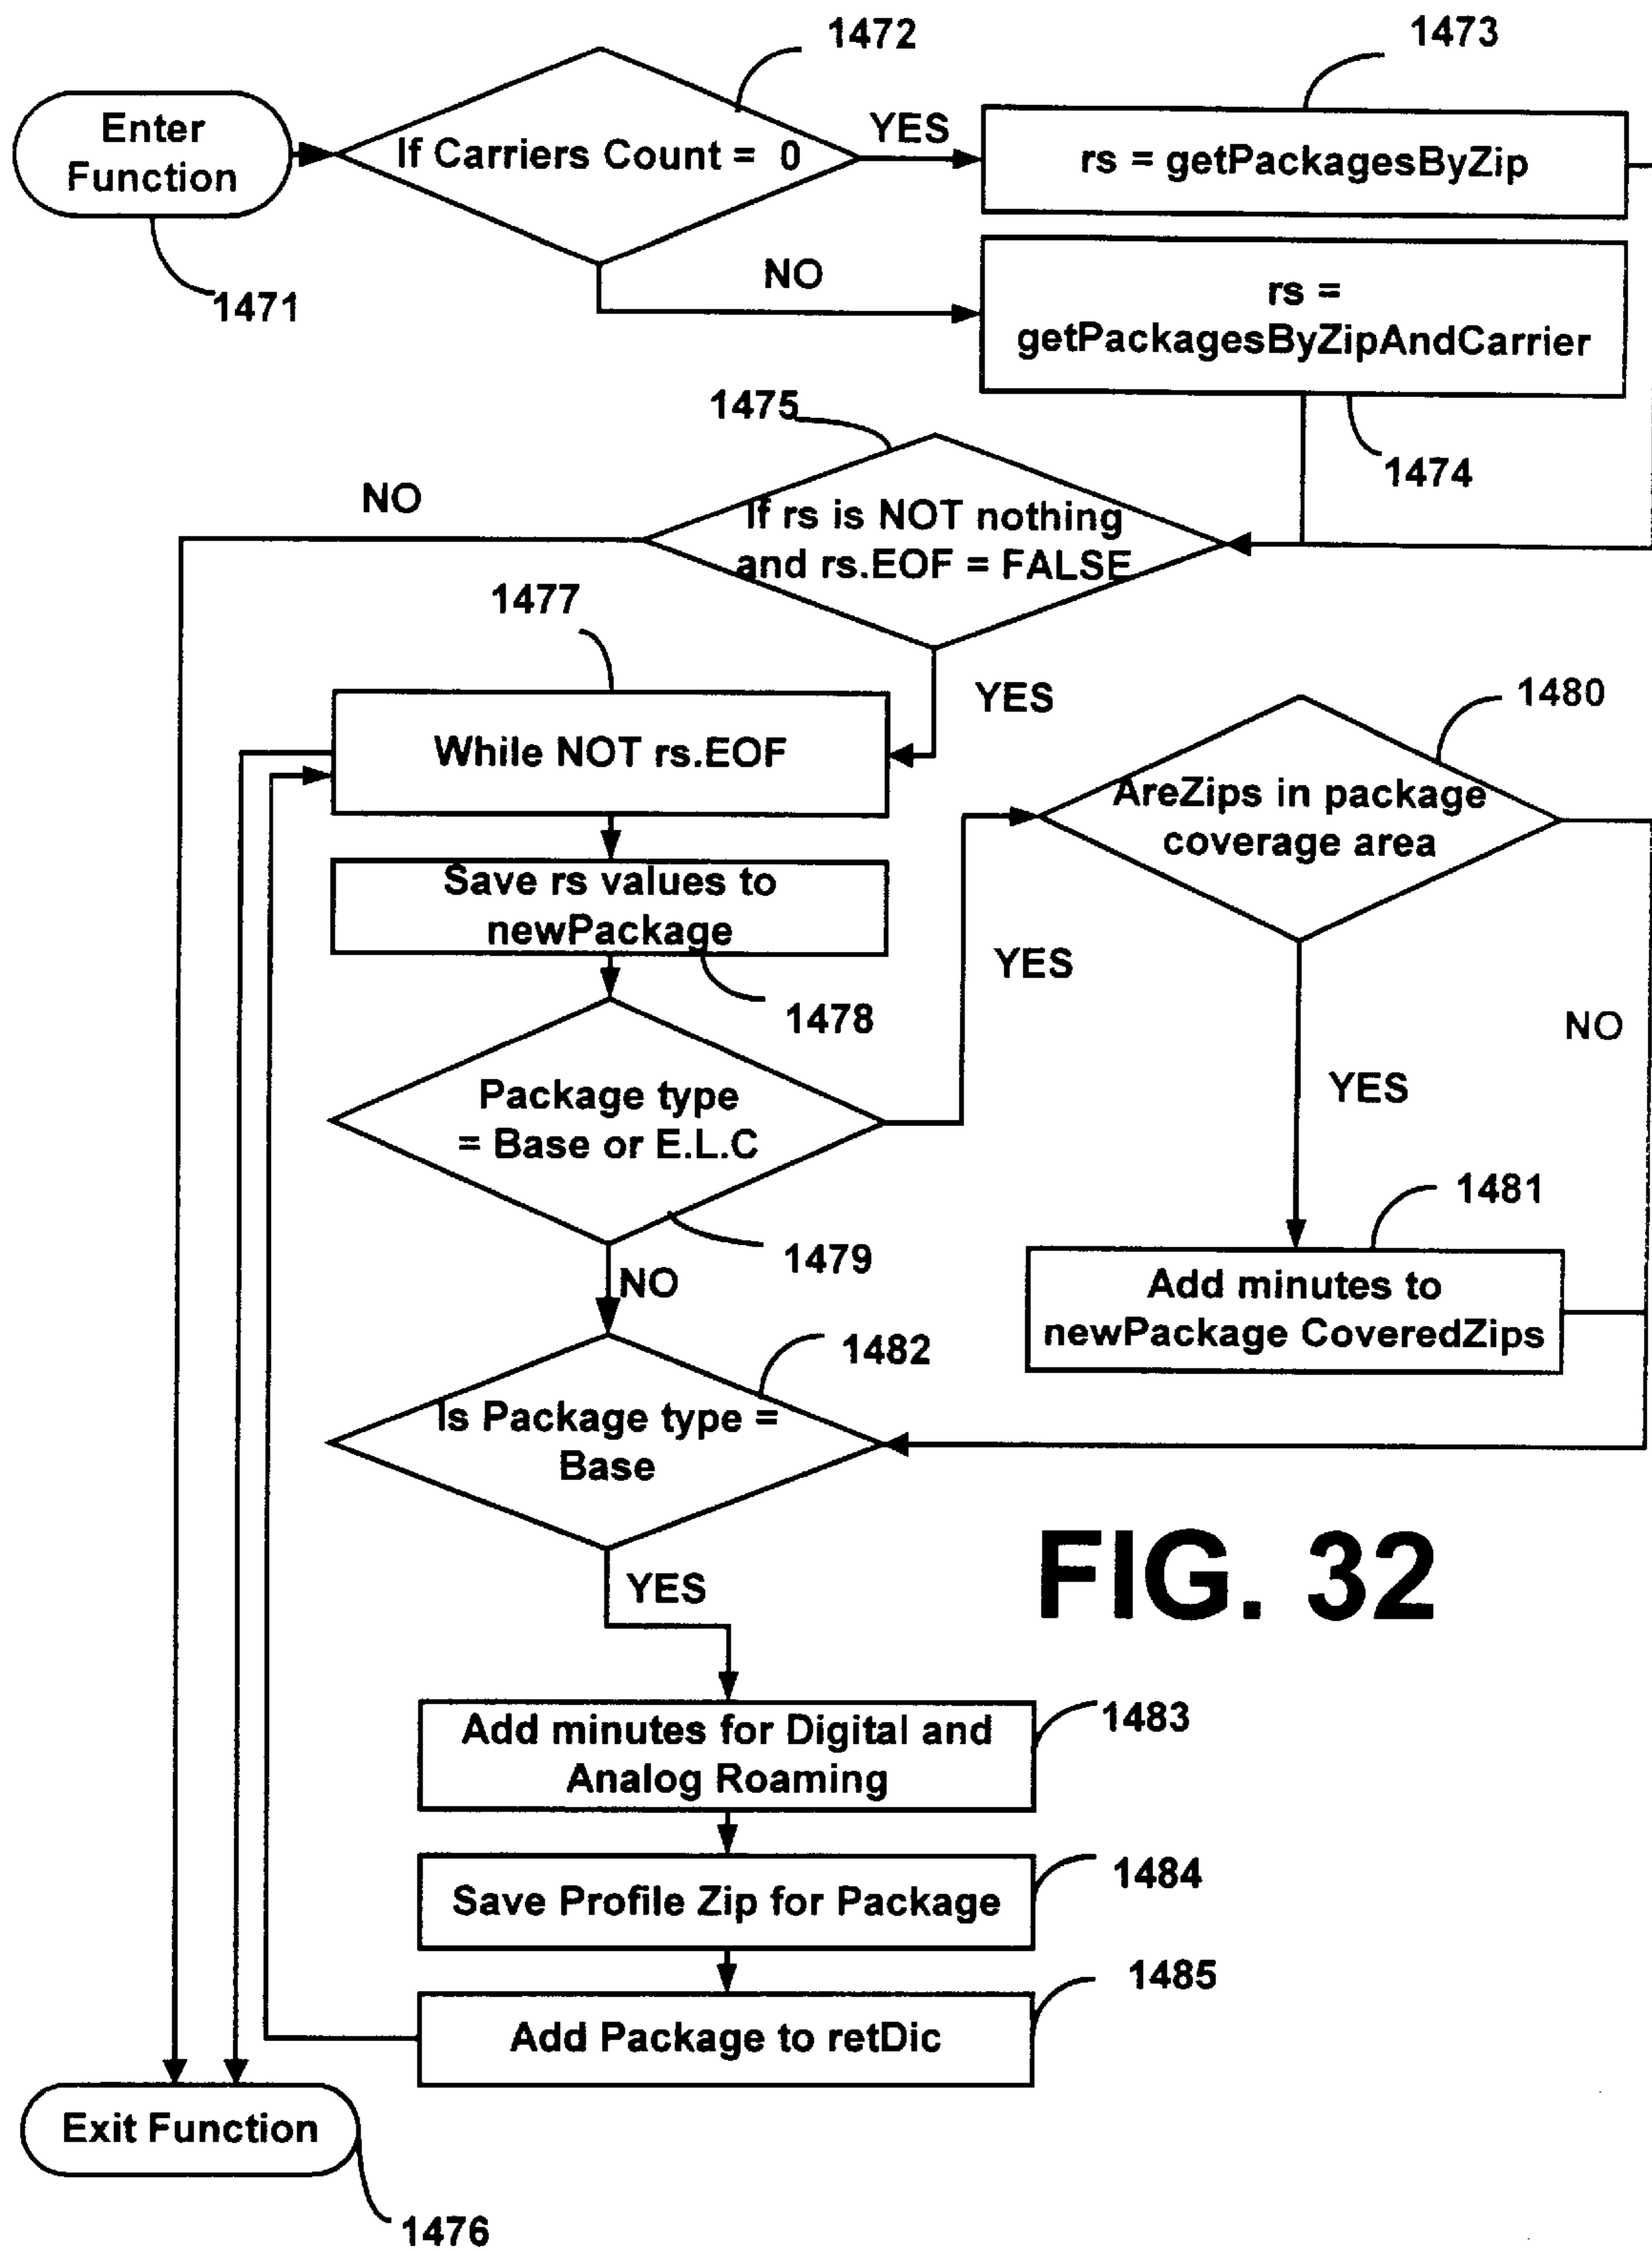 1472
1473
Enter
Function
If Carriers Count = 0
YES
rs = getPackagesByZip
1471
NO
rs =
getPackagesByZipAndCarrier
1475
1474
NO
If rs is NOT nothing
and rs.EOF = FALSE
1477
YES
1480
While NOT rs.EOF
AreZips in package
coverage area
Save rs values to
newPackage
YES
1478
NO
Package type
= Base or E.L.C
YES
1479
1481
NO
Add minutes to
newPackage CoveredZips
1482
Is Package type =
Base
FIG. 32
YES
1483
Add minutes for Digital and
Analog Roaming
1484
Save Profile Zip for Package
1485
Add Package to retDic
Exit Function
1476